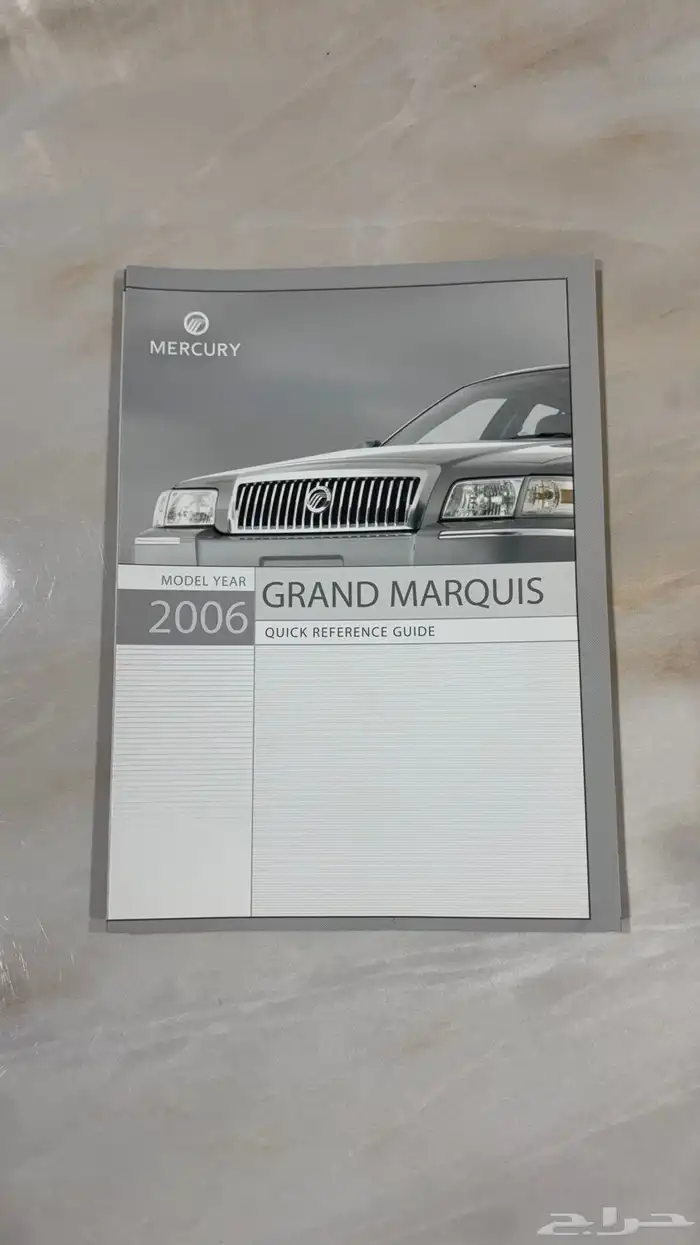 MERCURY
MODEL YEAR
2006
GRAND MARQUIS
QUICK REFERENCE GUIDE
حراج